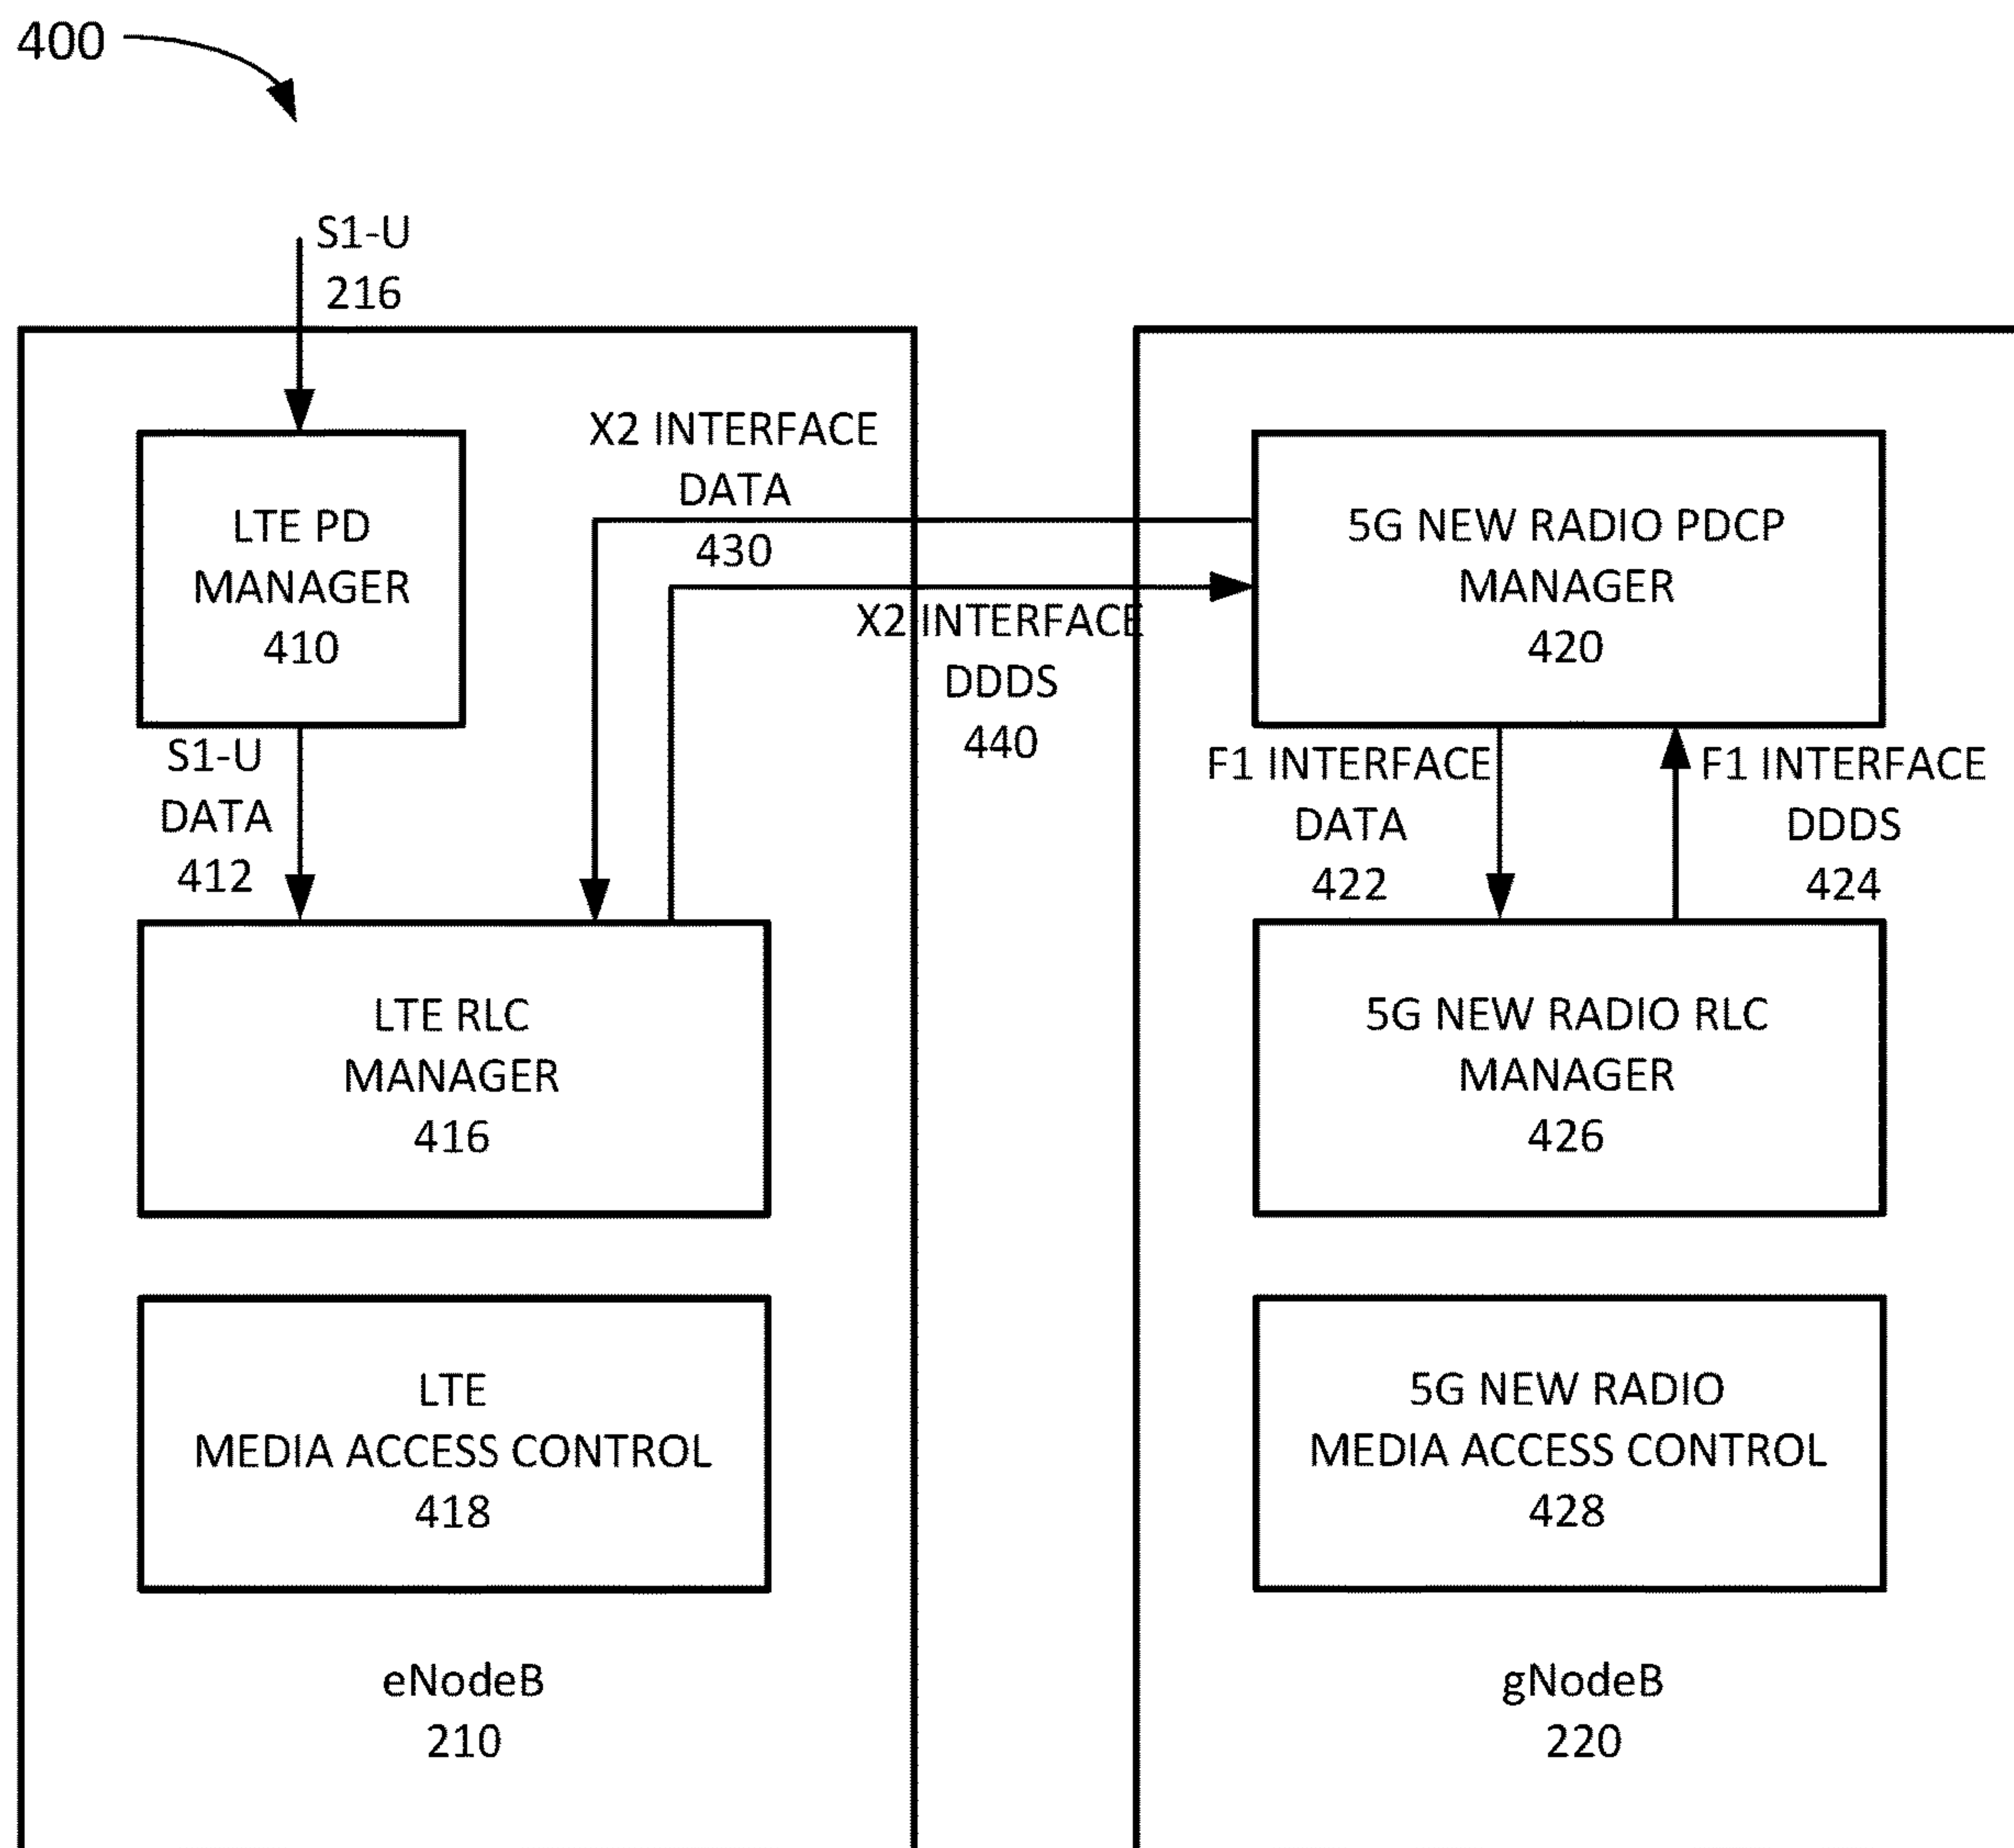 400
S1-U
216
X2 INTERFACE
DATA
430
LTE PD
MANAGER
410
5G NEW RADIO PDCP
MANAGER
420
X2 INTERFACE
DDDS
440
S1-U
DATA
412
F1 INTERFACE
DATA
422
F1 INTERFACE
DDDS
424
LTE RLC
MANAGER
416
5G NEW RADIO RLC
MANAGER
426
LTE
MEDIA ACCESS CONTROL
418
5G NEW RADIO
MEDIA ACCESS CONTROL
428
eNodeB
210
gNodeB
220